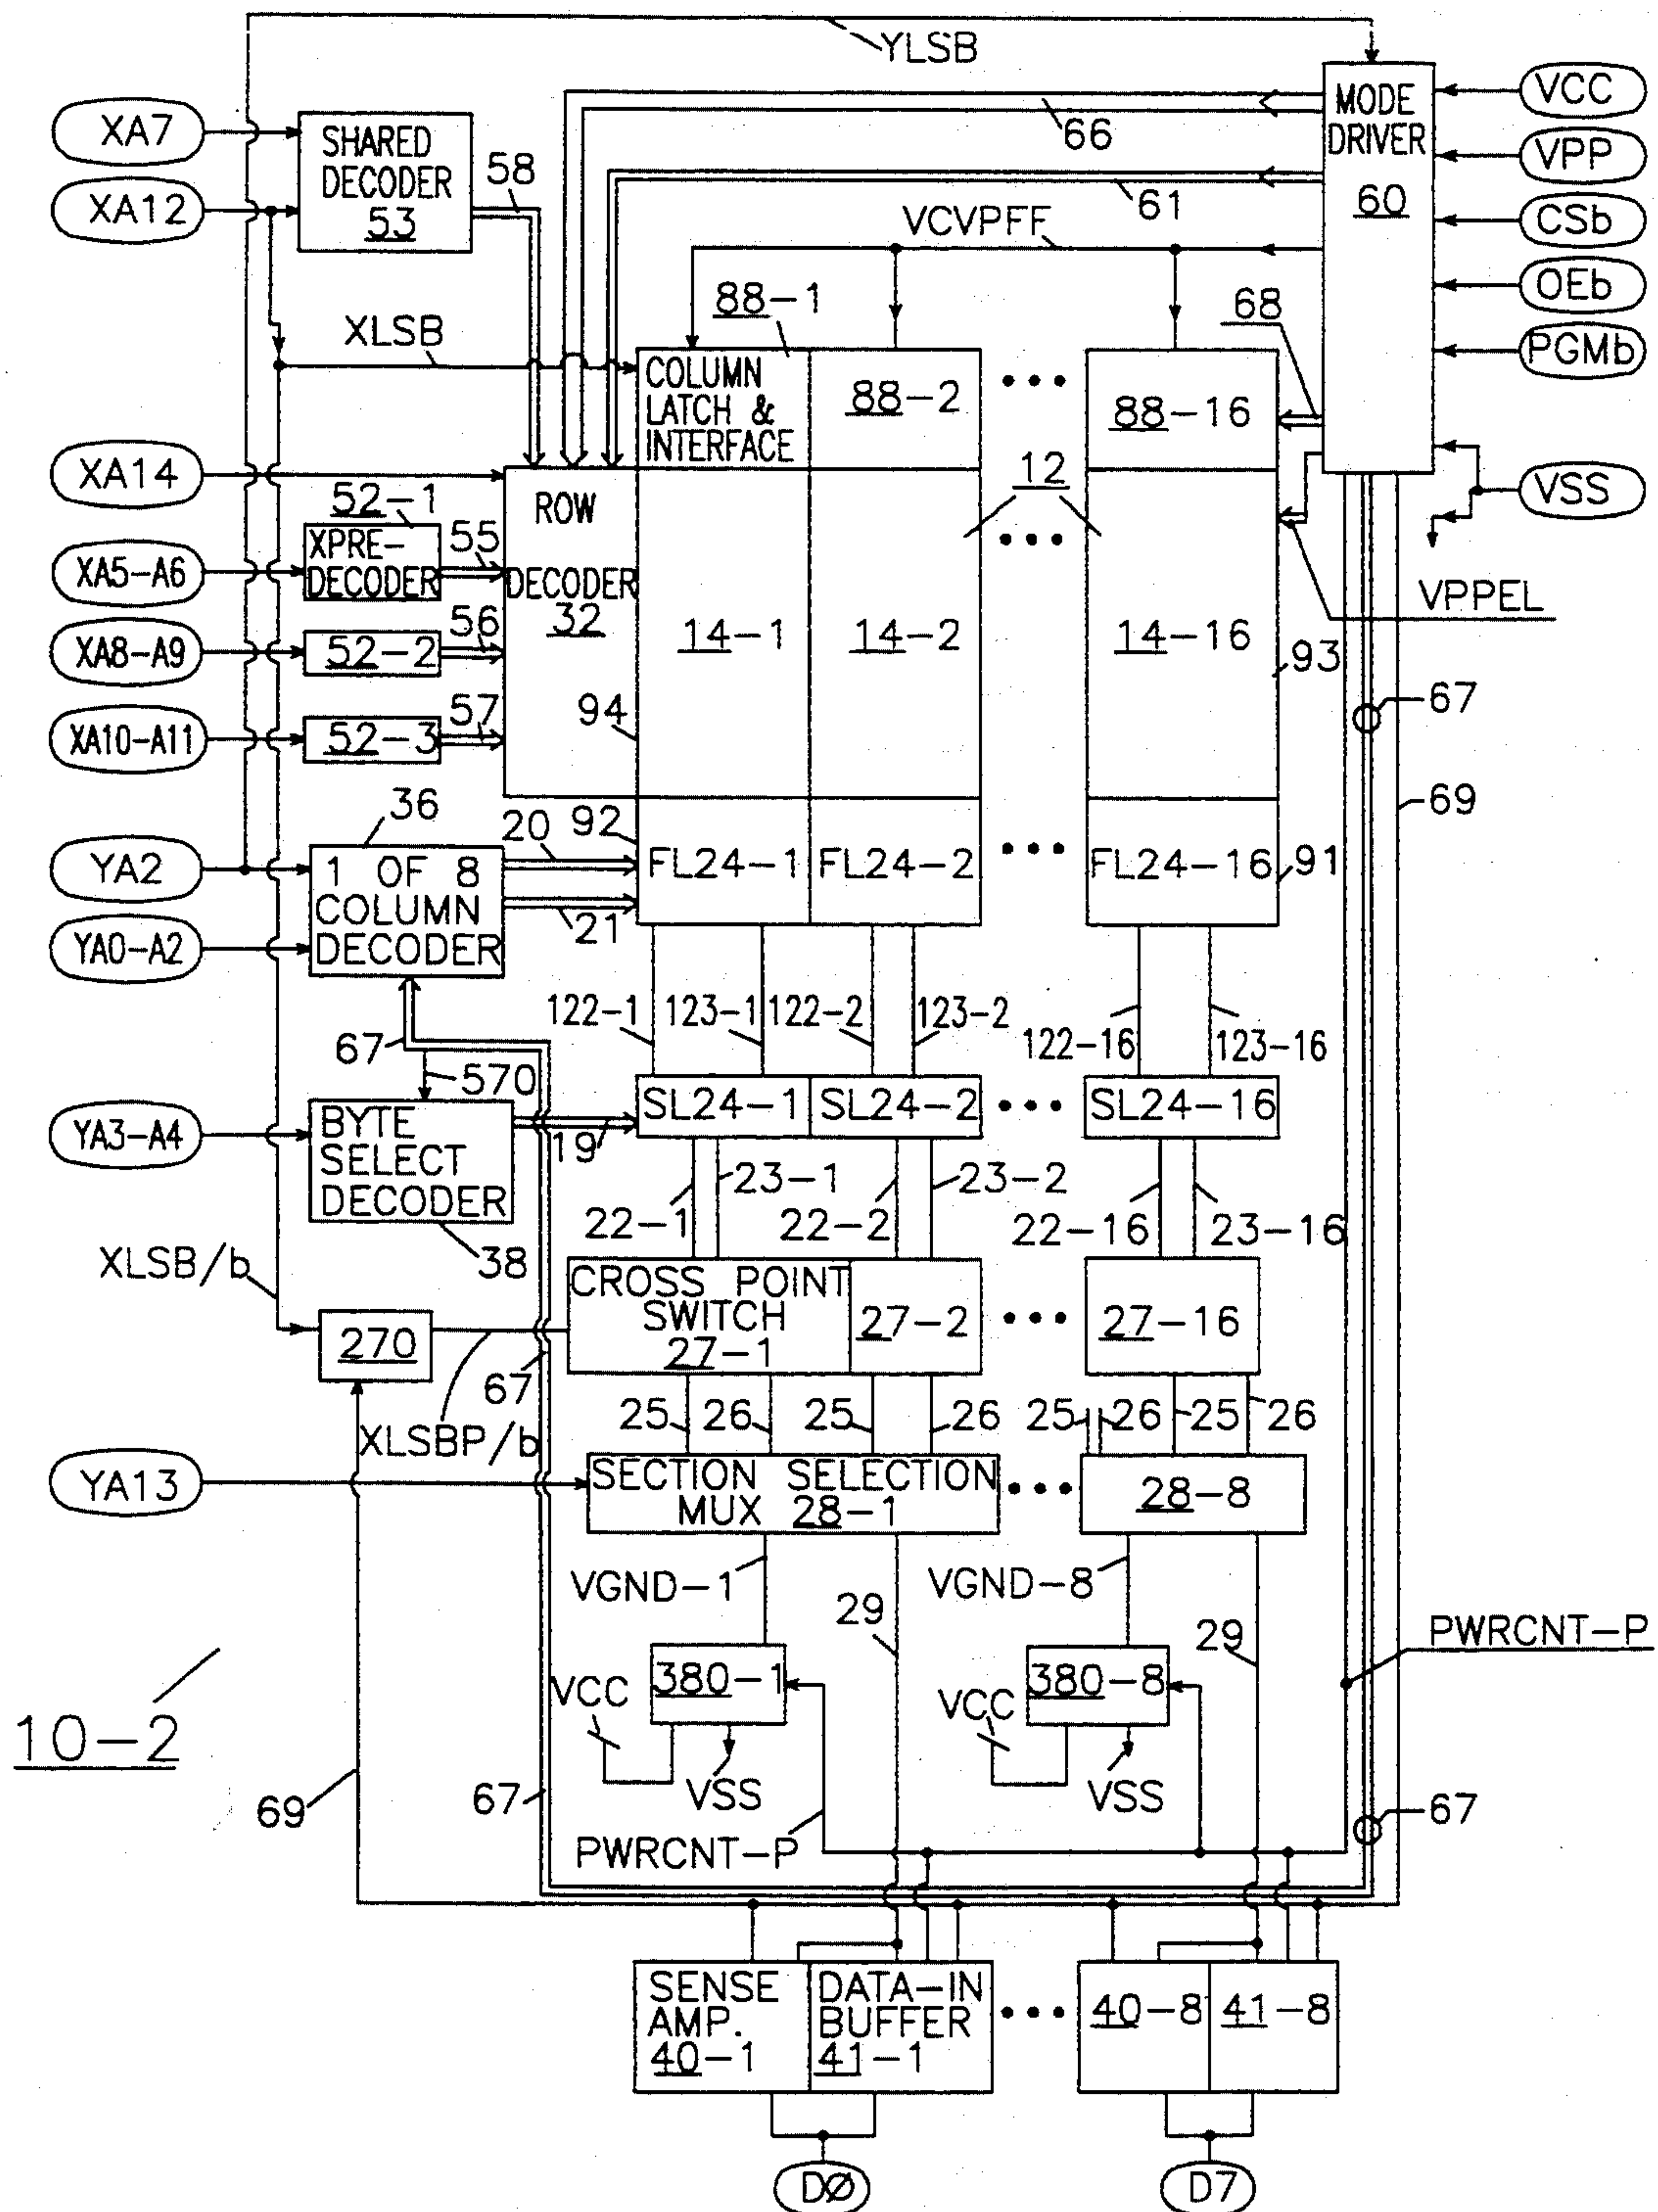 YLSB
XA7
SHARED
DECODER
53
58
XA12
66
61
MODE
DRIVER
60
VCC
VPP
CSb
OEb
PGMb
VSS
VCVPFF
88-1
XLSB
COLUMN
LATCH &
INTERFACE
88-2
88-16
68
XA14
52-1
XPRE-
DECODER
55
XA5-A6
ROW
DECODER
32
12
VPPEL
XA8-A9
52-2
56
14-1
14-2
14-16
93
XA10-A11
52-3
57
94
67
69
36
20
92
YA2
1 OF 8
COLUMN
DECODER
21
FL24-1
FL24-2
FL24-16
91
YA0-A2
122-1
123-1
122-2
123-2
122-16
123-16
67
570
YA3-A4
BYTE
SELECT
DECODER
19
SL24-1
SL24-2
SL24-16
38
22-1
23-1
22-2
23-2
22-16
23-16
XLSB/b
270
CROSS POINT
SWITCH
27-1
27-2
27-16
67
XLSBP/b
25
26
25
26
25
26
25
26
YA13
SECTION SELECTION
MUX 28-1
28-8
VGND-1
29
VGND-8
29
PWRCNT-P
VCC
380-1
VSS
VCC
380-8
VSS
10-2
69
67
PWRCNT-P
67
SENSE
AMP.
40-1
DATA-IN
BUFFER
41-1
40-8
41-8
DØ
D7